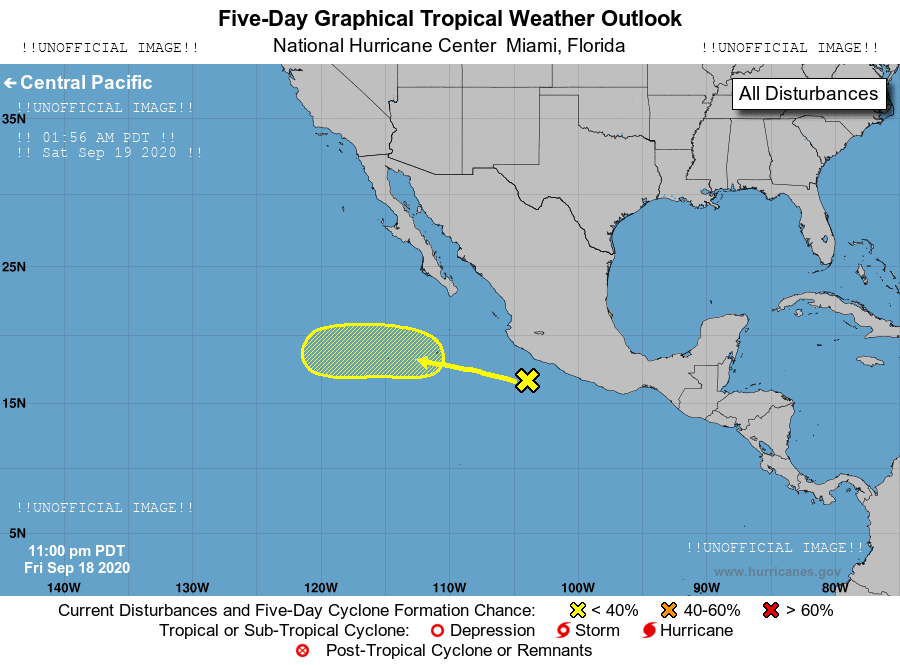 Five-Day Graphical Tropical Weather Outlook
!!UNOFFICIAL IMAGE!! National Hurricane Center Miami, Florida !!UNOFFICIAL IMAGE!!
← Central Pacific
All Disturbances
!!UNOFFICIAL IMAGE!!
35N
!! 01:56 AM PDT !!
!! Sat Sep 19 2020 !!
25N
15N
!!UNOFFICIAL IMAGE!!
5N
11:00 pm PDT
Fri Sep 18 2020
!!UNOFFICIAL IMAGE!!
www.hurricanes.gov
140W 130W 120W 110W 100W 90W 80W
Current Disturbances and Five-Day Cyclone Formation Chance: < 40% 40-60% > 60%
Tropical or Sub-Tropical Cyclone: Depression Storm Hurricane
Post-Tropical Cyclone or Remnants